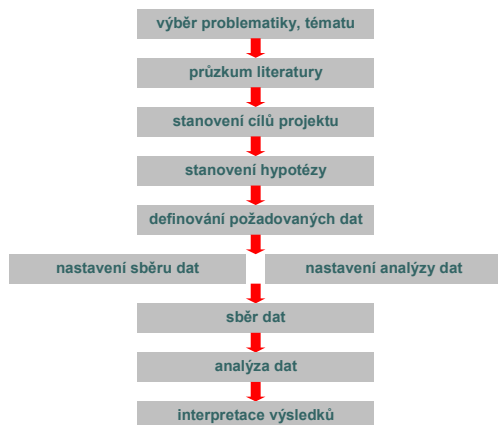 výběr problematiky, tématu
průzkum literatury
stanovení cílů projektu
stanovení hypotézy
definování požadovaných dat
nastavení sběru dat
nastavení analýzy dat
sběr dat
analýza dat
interpretace výsledků